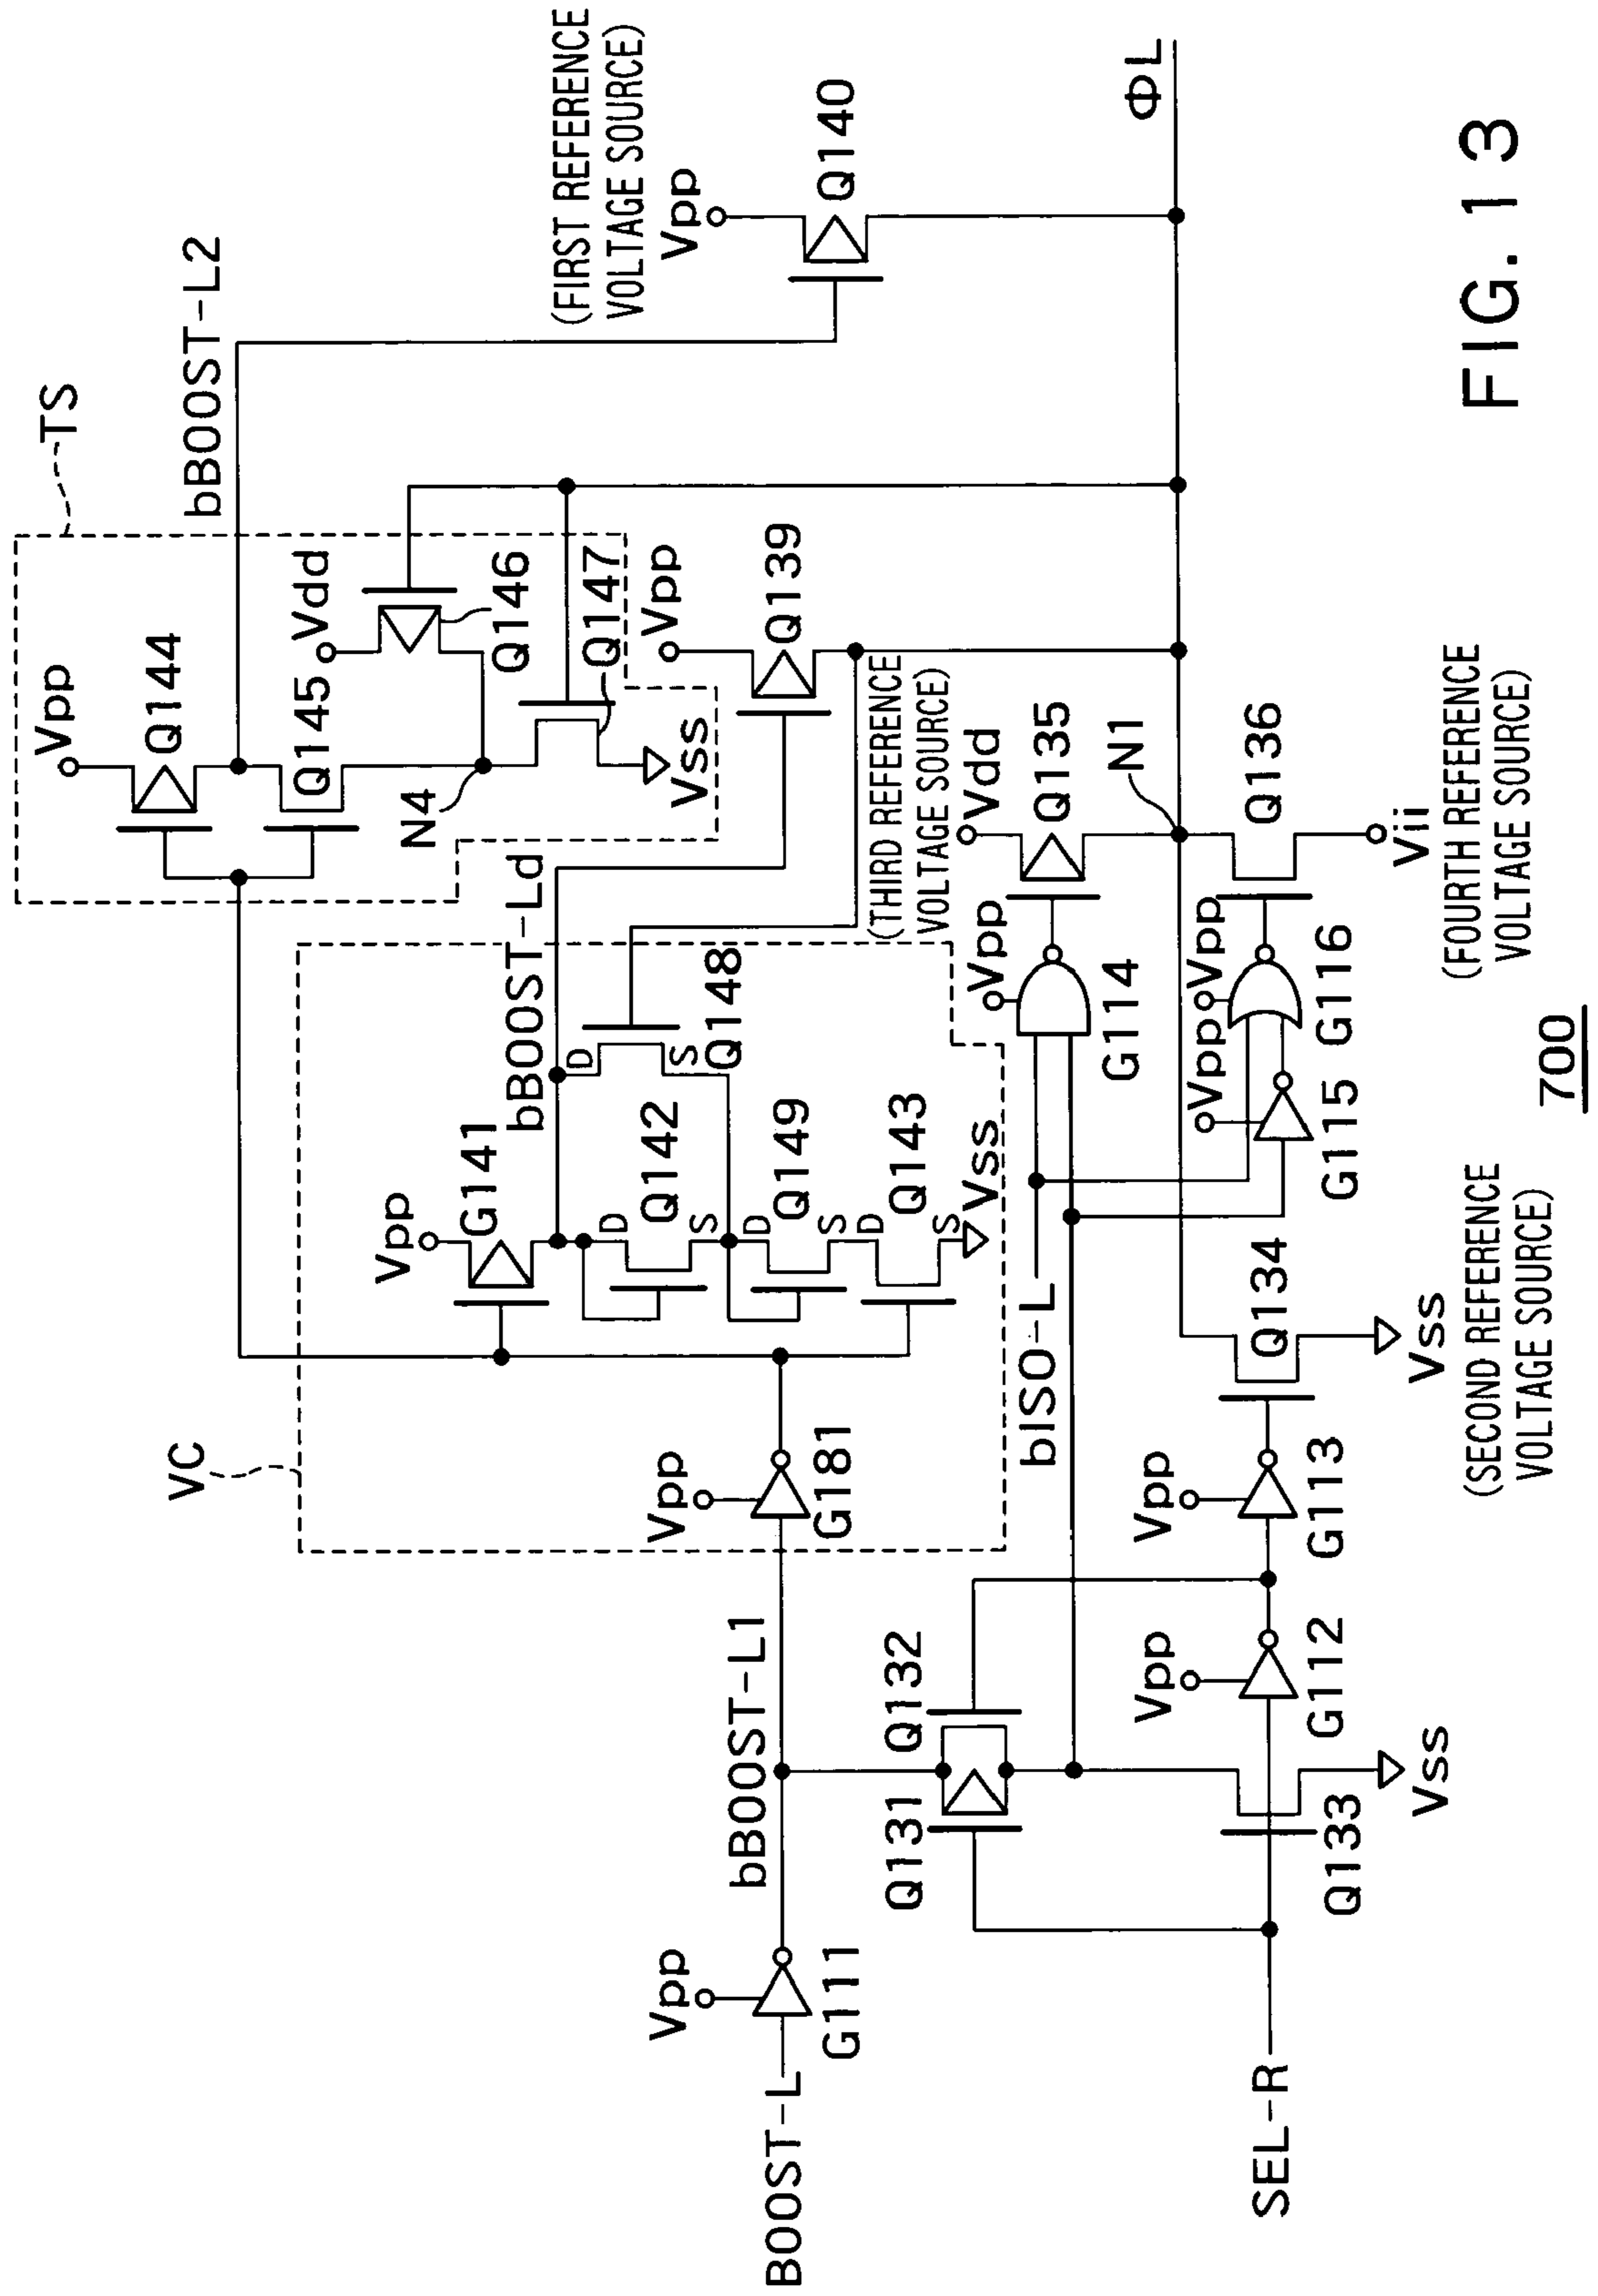 TS
bBOOST-L2
Vpp
Q144
Q145
Vdd
Q146
Q147
N4
Vss
(FIRST REFERENCE
VOLTAGE SOURCE)
Vpp
Q140
Vpp
Q139
bBOOST-Ld
VC
Vpp
G141
D
S
Q148
D
Q142
S
D
Q149
S
D
Q143
S
Vss
Vpp
G181
(THIRD REFERENCE
VOLTAGE SOURCE)
Vdd
Q135
Vpp
G114
N1
ΦL
Q136
Vii
(FOURTH REFERENCE
VOLTAGE SOURCE)
Vpp
G116
Vpp
G115
bISO-L
Q134
Vss
(SECOND REFERENCE
VOLTAGE SOURCE)
Vpp
G113
Vpp
G112
bBOOST-L1
Q132
Q131
Q133
Vss
Vpp
G111
BOOST-L
SEL-R
700
FIG. 13